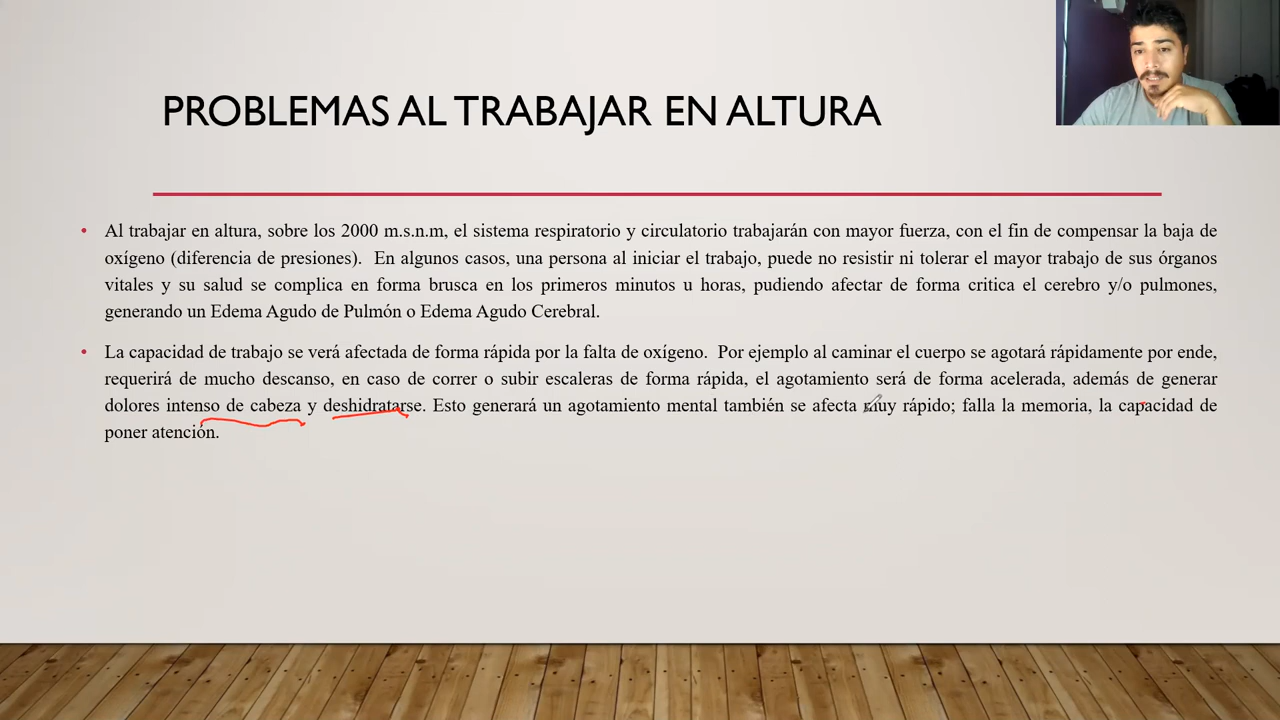 PROBLEMAS AL TRABAJAR EN ALTURA
• Al trabajar en altura, sobre los 2000 m.s.n.m, el sistema respiratorio y circulatorio trabajarán con mayor fuerza, con el fin de compensar la baja de
oxígeno (diferencia de presiones). En algunos casos, una persona al iniciar el trabajo, puede no resistir ni tolerar el mayor trabajo de sus órganos
vitales y su salud se complica en forma brusca en los primeros minutos u horas, pudiendo afectar de forma critica el cerebro y/o pulmones,
generando un Edema Agudo de Pulmón o Edema Agudo Cerebral.
• La capacidad de trabajo se verá afectada de forma rápida por la falta de oxígeno. Por ejemplo al caminar el cuerpo se agotará rápidamente por ende,
requerirá de mucho descanso, en caso de correr o subir escaleras de forma rápida, el agotamiento será de forma acelerada, además de generar
dolores intenso de cabeza y deshidratarse. Esto generará un agotamiento mental también se afecta muy rápido; falla la memoria, la capacidad de
poner atención.